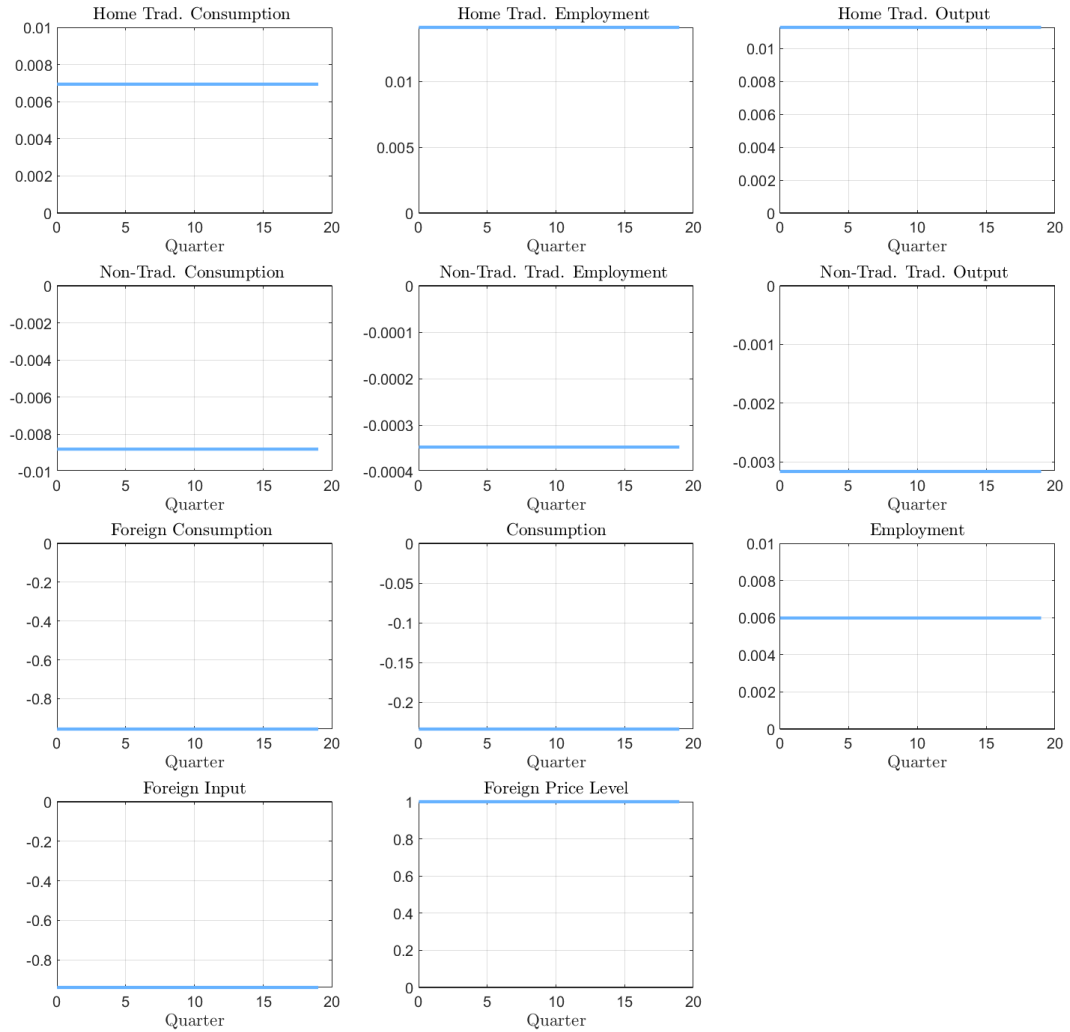 Home Trad. Consumption
0.01
0.008
0.006
0.004
0.002
0
0 5 10 15 20
Quarter
Home Trad. Employment
0.01
0.005
0
0 5 10 15 20
Quarter
Home Trad. Output
0.01
0.008
0.006
0.004
0.002
0
0 5 10 15 20
Quarter
Non-Trad. Consumption
0
-0.002
-0.004
-0.006
-0.008
-0.01
0 5 10 15 20
Quarter
Non-Trad. Trad. Employment
0
-0.0001
-0.0002
-0.0003
-0.0004
0 5 10 15 20
Quarter
Non-Trad. Trad. Output
0
-0.001
-0.002
-0.003
0 5 10 15 20
Quarter
Foreign Consumption
0
-0.2
-0.4
-0.6
-0.8
0 5 10 15 20
Quarter
Consumption
0
-0.05
-0.1
-0.15
-0.2
0 5 10 15 20
Quarter
Employment
0.01
0.008
0.006
0.004
0.002
0
0 5 10 15 20
Quarter
Foreign Input
0
-0.2
-0.4
-0.6
-0.8
0 5 10 15 20
Quarter
Foreign Price Level
1
0.8
0.6
0.4
0.2
0
0 5 10 15 20
Quarter